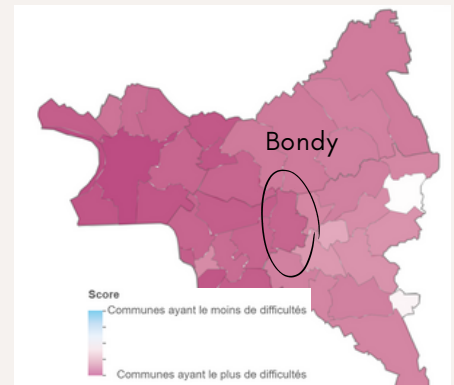 Bondy
Score
Communes ayant le moins de difficultés
Communes ayant le plus de difficultés